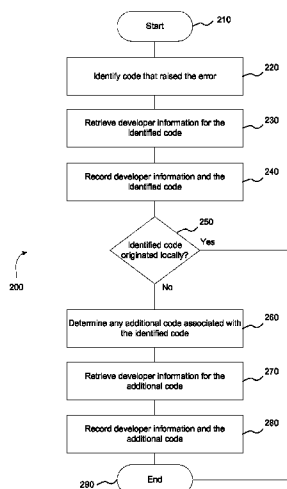 Start
210
Identify code that raised the error
220
Retrieve developer information for the
identified code
230
Record developer information and the
identified code
240
250
Identified code
originated locally?
Yes
200
No
Determine any additional code associated with
the identified code
260
Retrieve developer information for the
additional code
270
Record developer information and the
additional code
280
End
290